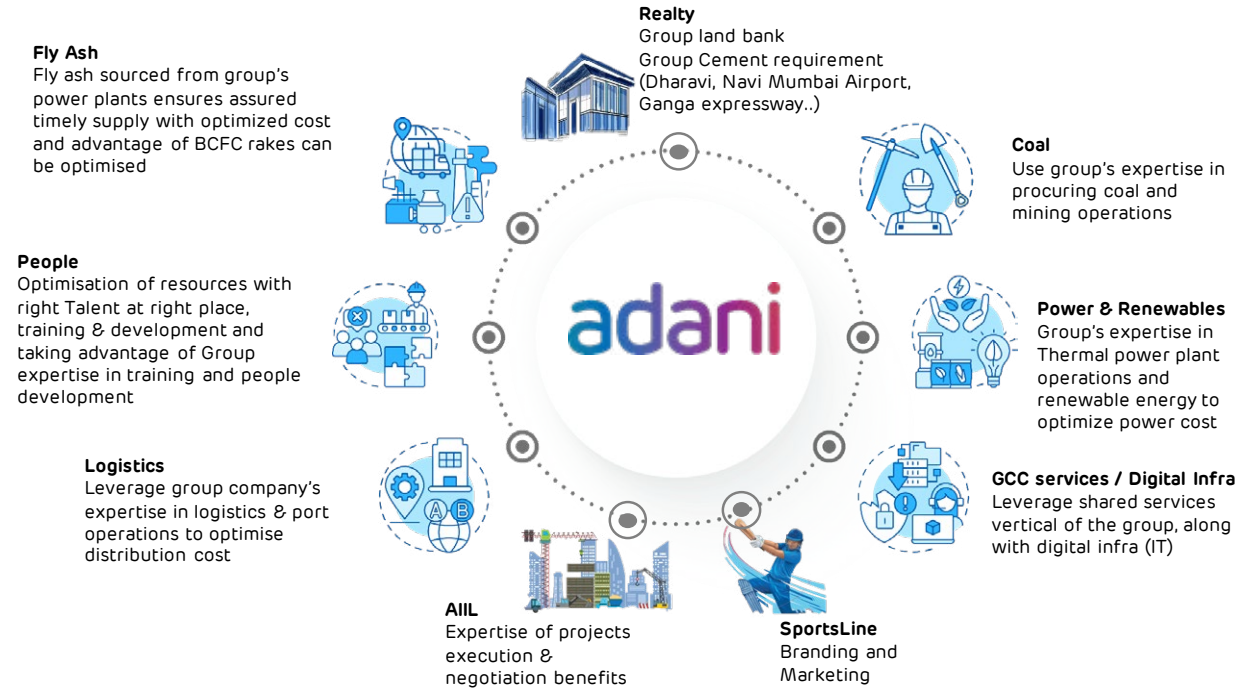 Realty
Group land bank
Group Cement requirement
(Dharavi, Navi Mumbai Airport,
Ganga expressway..)
Fly Ash
Fly ash sourced from group's
power plants ensures assured
timely supply with optimized cost
and advantage of BCFC rakes can
be optimised
Coal
Use group's expertise in
procuring coal and
mining operations
People
Optimisation of resources with
right Talent at right place,
training & development and
taking advantage of Group
expertise in training and people
development
adani
Power & Renewables
Group's expertise in
Thermal power plant
operations and
renewable energy to
optimize power cost
Logistics
Leverage group company's
expertise in logistics & port
operations to optimise
distribution cost
A B
GCC services / Digital Infra
Leverage shared services
vertical of the group, along
with digital infra (IT)
AIIL
Expertise of projects
execution &
negotiation benefits
SportsLine
Branding and
Marketing